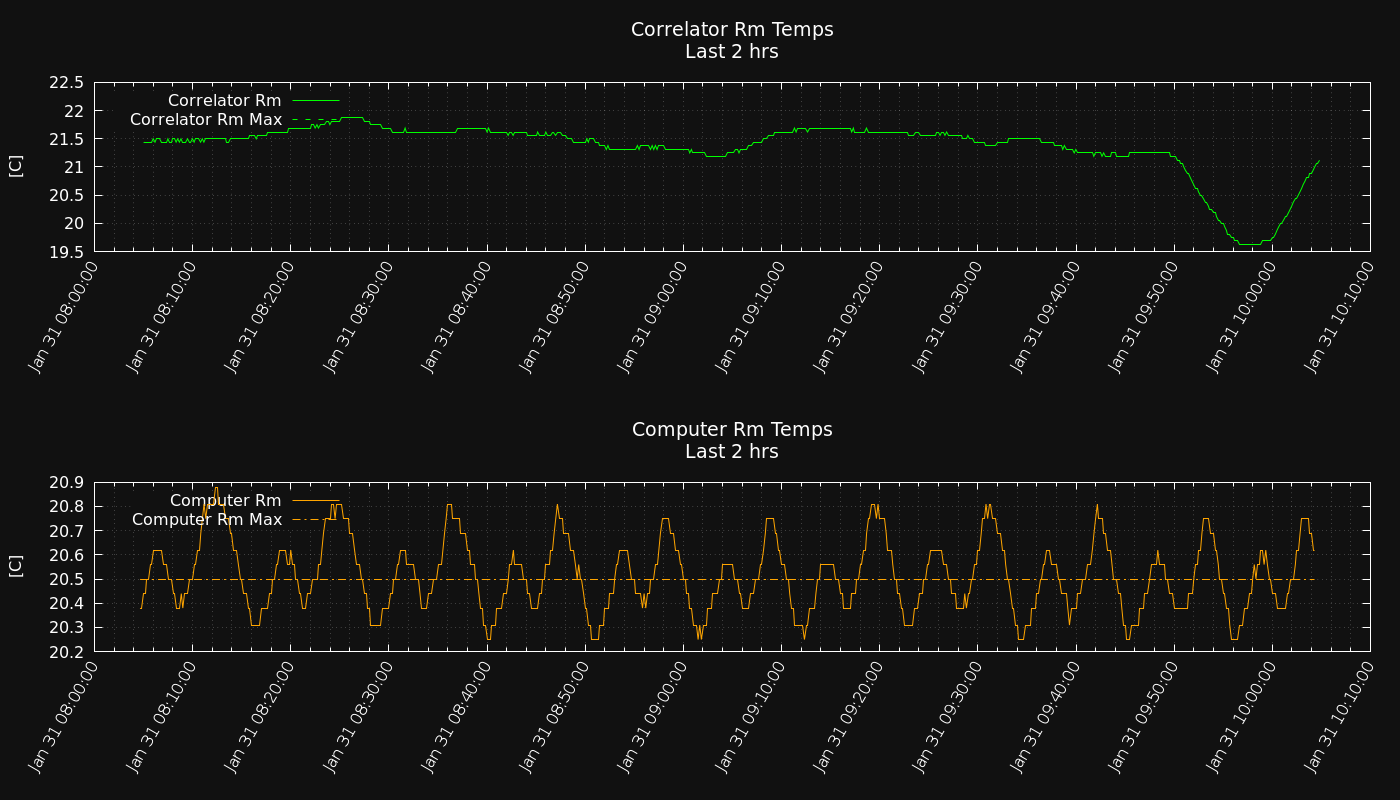 Correlator Rm Temps
Last 2 hrs
22.5
22
21.5
21
20.5
20
19.5
[C]
Correlator Rm
Correlator Rm Max
Jan 31 08:00:00
Jan 31 08:10:00
Jan 31 08:20:00
Jan 31 08:30:00
Jan 31 08:40:00
Jan 31 08:50:00
Jan 31 09:00:00
Jan 31 09:10:00
Jan 31 09:20:00
Jan 31 09:30:00
Jan 31 09:40:00
Jan 31 09:50:00
Jan 31 10:00:00
Jan 31 10:10:00
Computer Rm Temps
Last 2 hrs
20.9
20.8
20.7
20.6
20.5
20.4
20.3
20.2
[C]
Computer Rm
Computer Rm Max
Jan 31 08:00:00
Jan 31 08:10:00
Jan 31 08:20:00
Jan 31 08:30:00
Jan 31 08:40:00
Jan 31 08:50:00
Jan 31 09:00:00
Jan 31 09:10:00
Jan 31 09:20:00
Jan 31 09:30:00
Jan 31 09:40:00
Jan 31 09:50:00
Jan 31 10:00:00
Jan 31 10:10:00